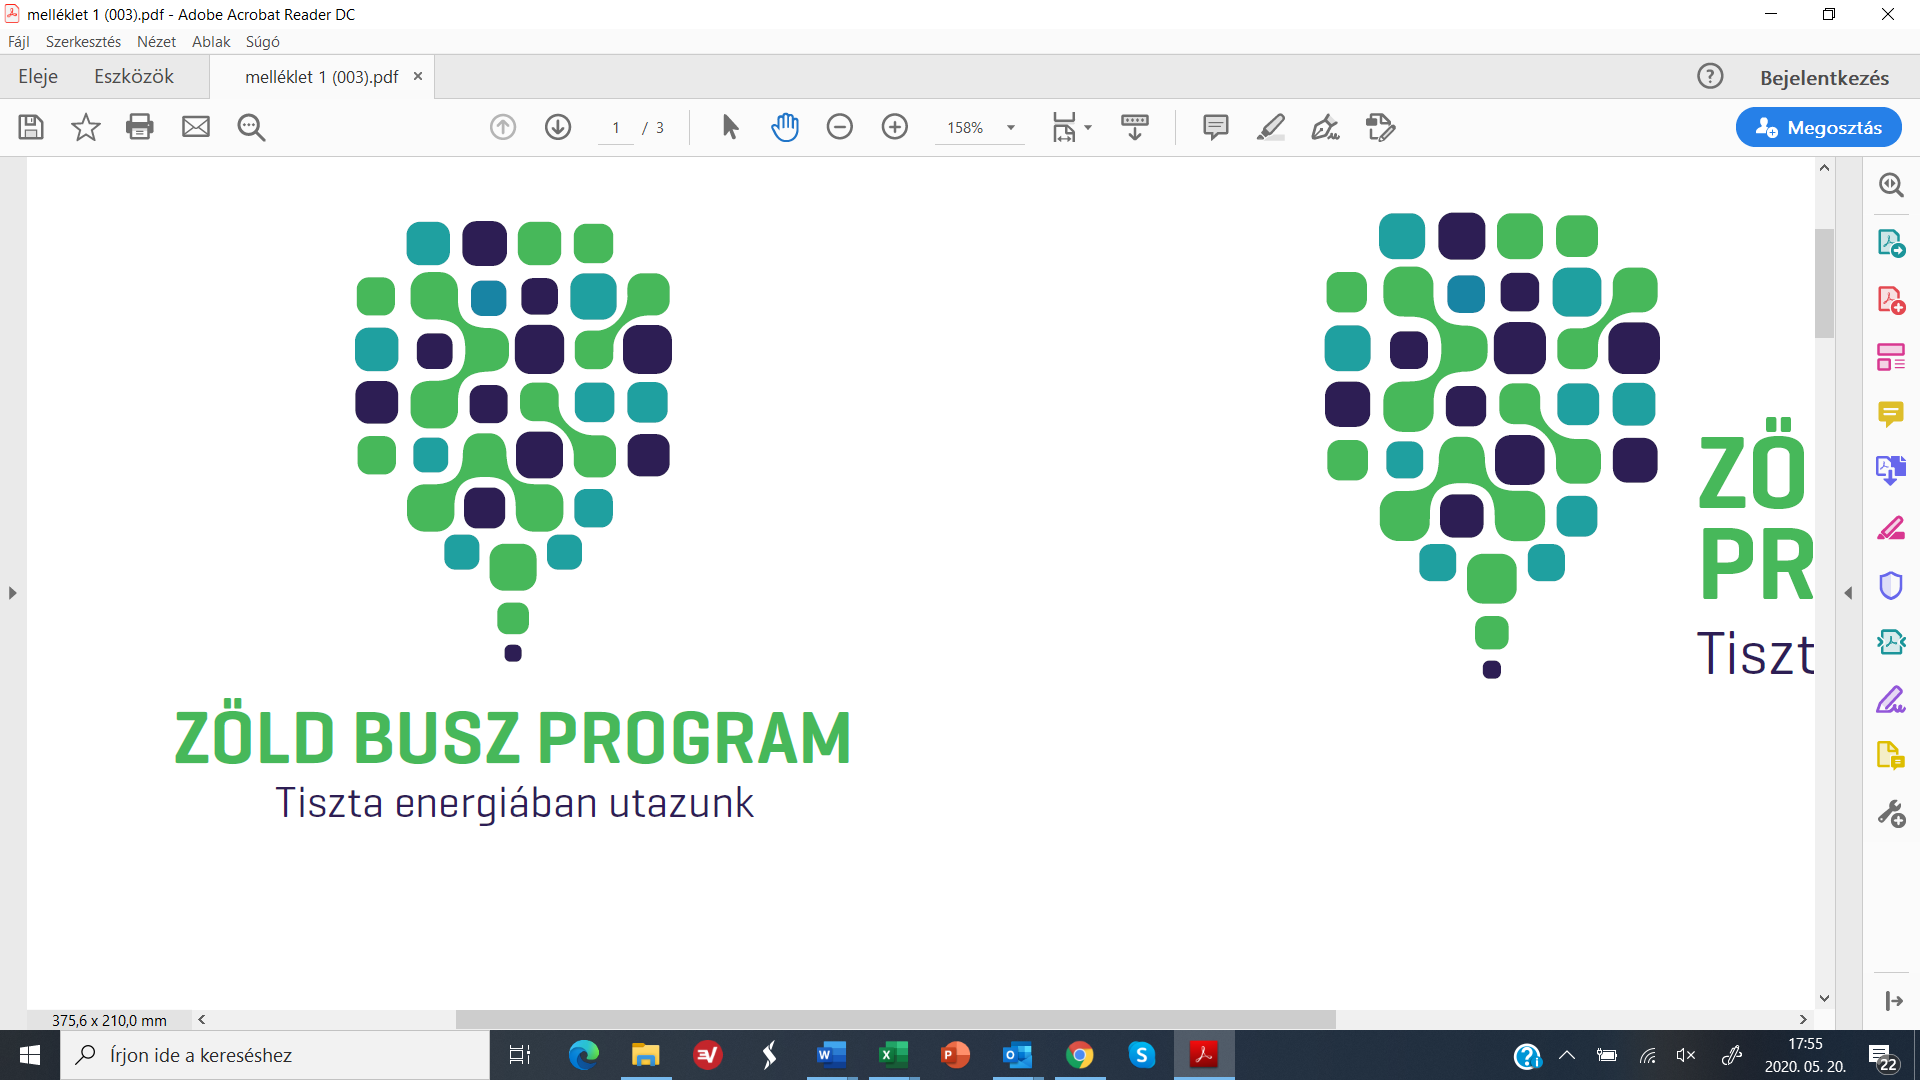 melléklet 1 (003).pdf - Adobe Acrobat Reader DC
Fájl Szerkesztés Nézet Ablak Súgó
Eleje Eszközök melléklet 1 (003).pdf × ? Bejelentkezés
1 / 3 158% Megosztás
ZÖ
PR
Tiszt
ZÖLD BUSZ PROGRAM
Tiszta energiában utazunk
375,6 x 210,0 mm
Írjon ide a kereséshez
17:55
2020. 05. 20.
22